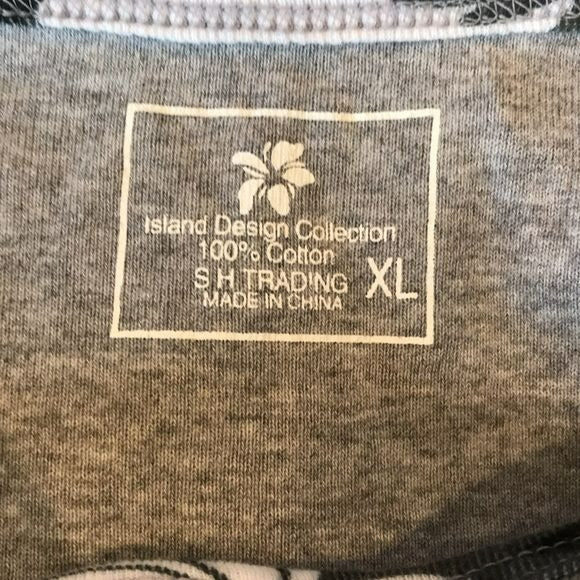 Island Design Collection
100% Cotton
S H TRADING XL
MADE IN CHINA